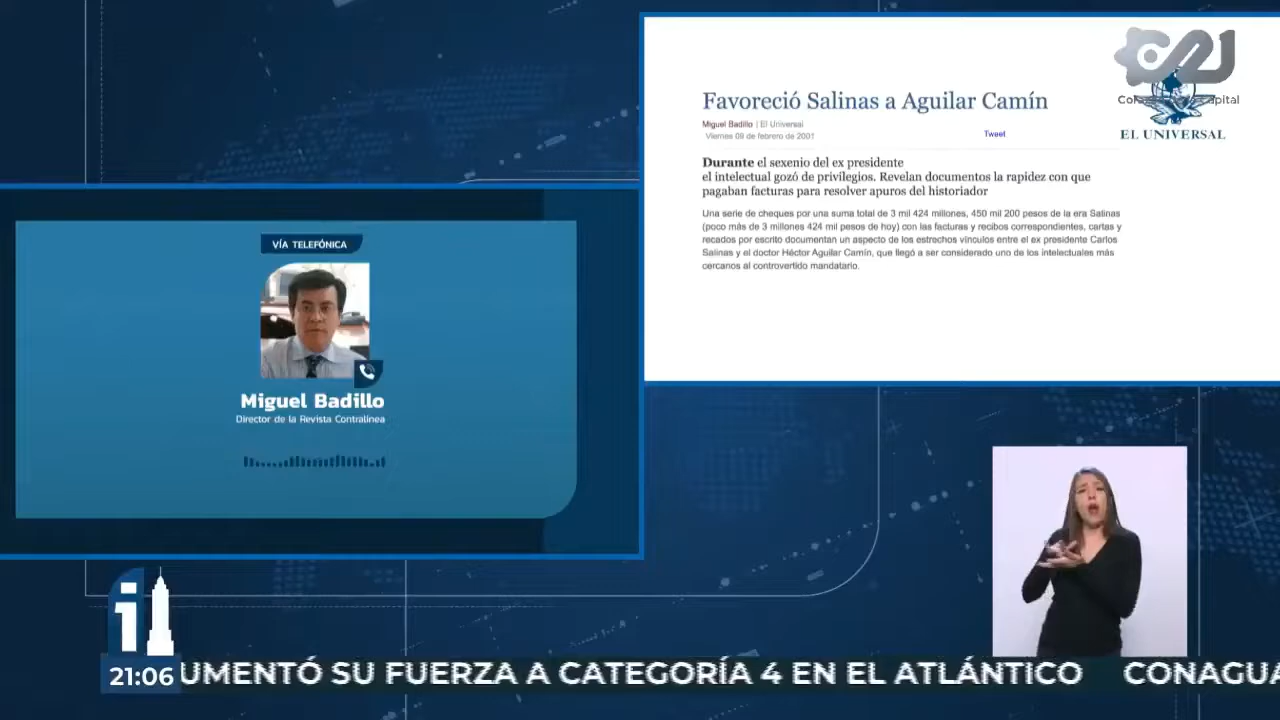 VÍA TELEFÓNICA
Miguel Badillo
Director de la Revista Contralínea
Favoreció Salinas a Aguilar Camín
Miguel Badillo | El Universal
Viernes 09 de febrero de 2001
Tweet
Durante el sexenio del ex presidente
el intelectual gozó de privilegios. Revelan documentos la rapidez con que
pagaban facturas para resolver apuros del historiador
Una serie de cheques por una suma total de 3 mil 424 millones, 450 mil 200 pesos de la era Salinas
(poco más de 3 millones 424 mil pesos de hoy) con las facturas y recibos correspondientes, cartas y
recados por escrito documentan un aspecto de los estrechos vínculos entre el ex presidente Carlos
Salinas y el doctor Héctor Aguilar Camín, que llegó a ser considerado uno de los intelectuales más
cercanos al controvertido mandatario.
21
EL UNIVERSAL
i
21:06
UMENTÓ SU FUERZA A CATEGORÍA 4 EN EL ATLÁNTICO CONAGUA